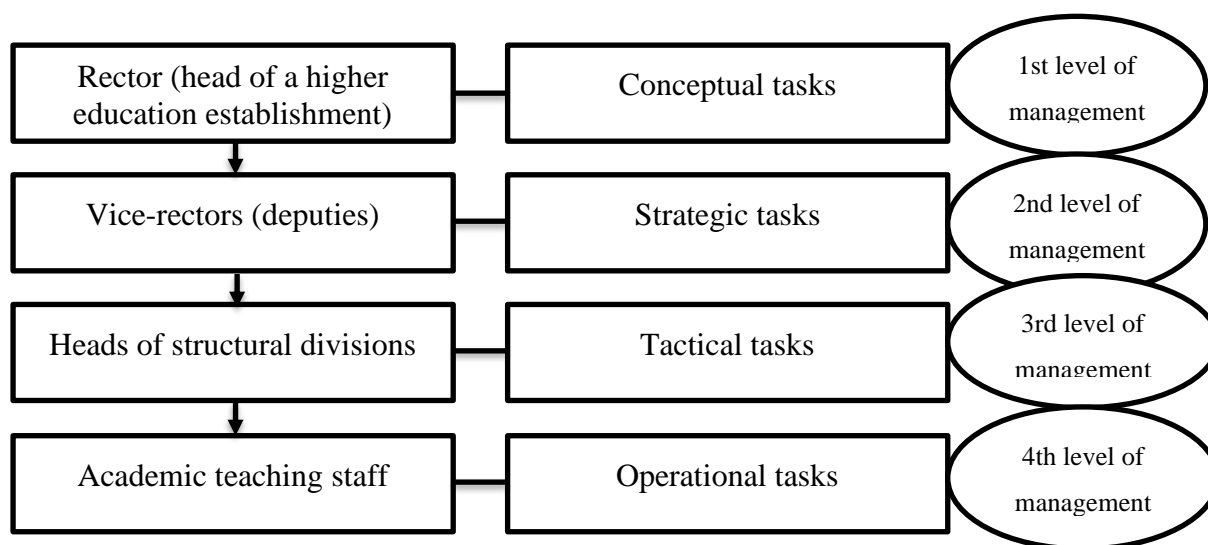 Rector (head of a higher
education establishment)
Conceptual tasks
1st level of
management
Vice-rectors (deputies)
Strategic tasks
2nd level of
management
Heads of structural divisions
Tactical tasks
3rd level of
management
Academic teaching staff
Operational tasks
4th level of
management